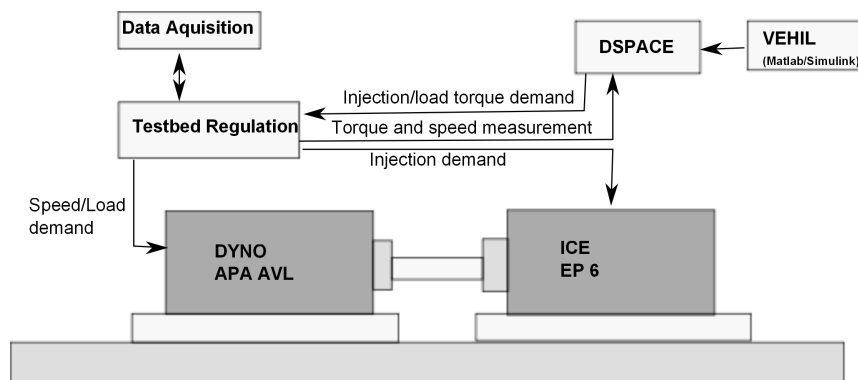 Data Aquisition
DSPACE
VEHIL
(Matlab/Simulink)
Injection/load torque demand
Testbed Regulation
Torque and speed measurement
Injection demand
Speed/Load
demand
DYNO
APA AVL
ICE
EP 6